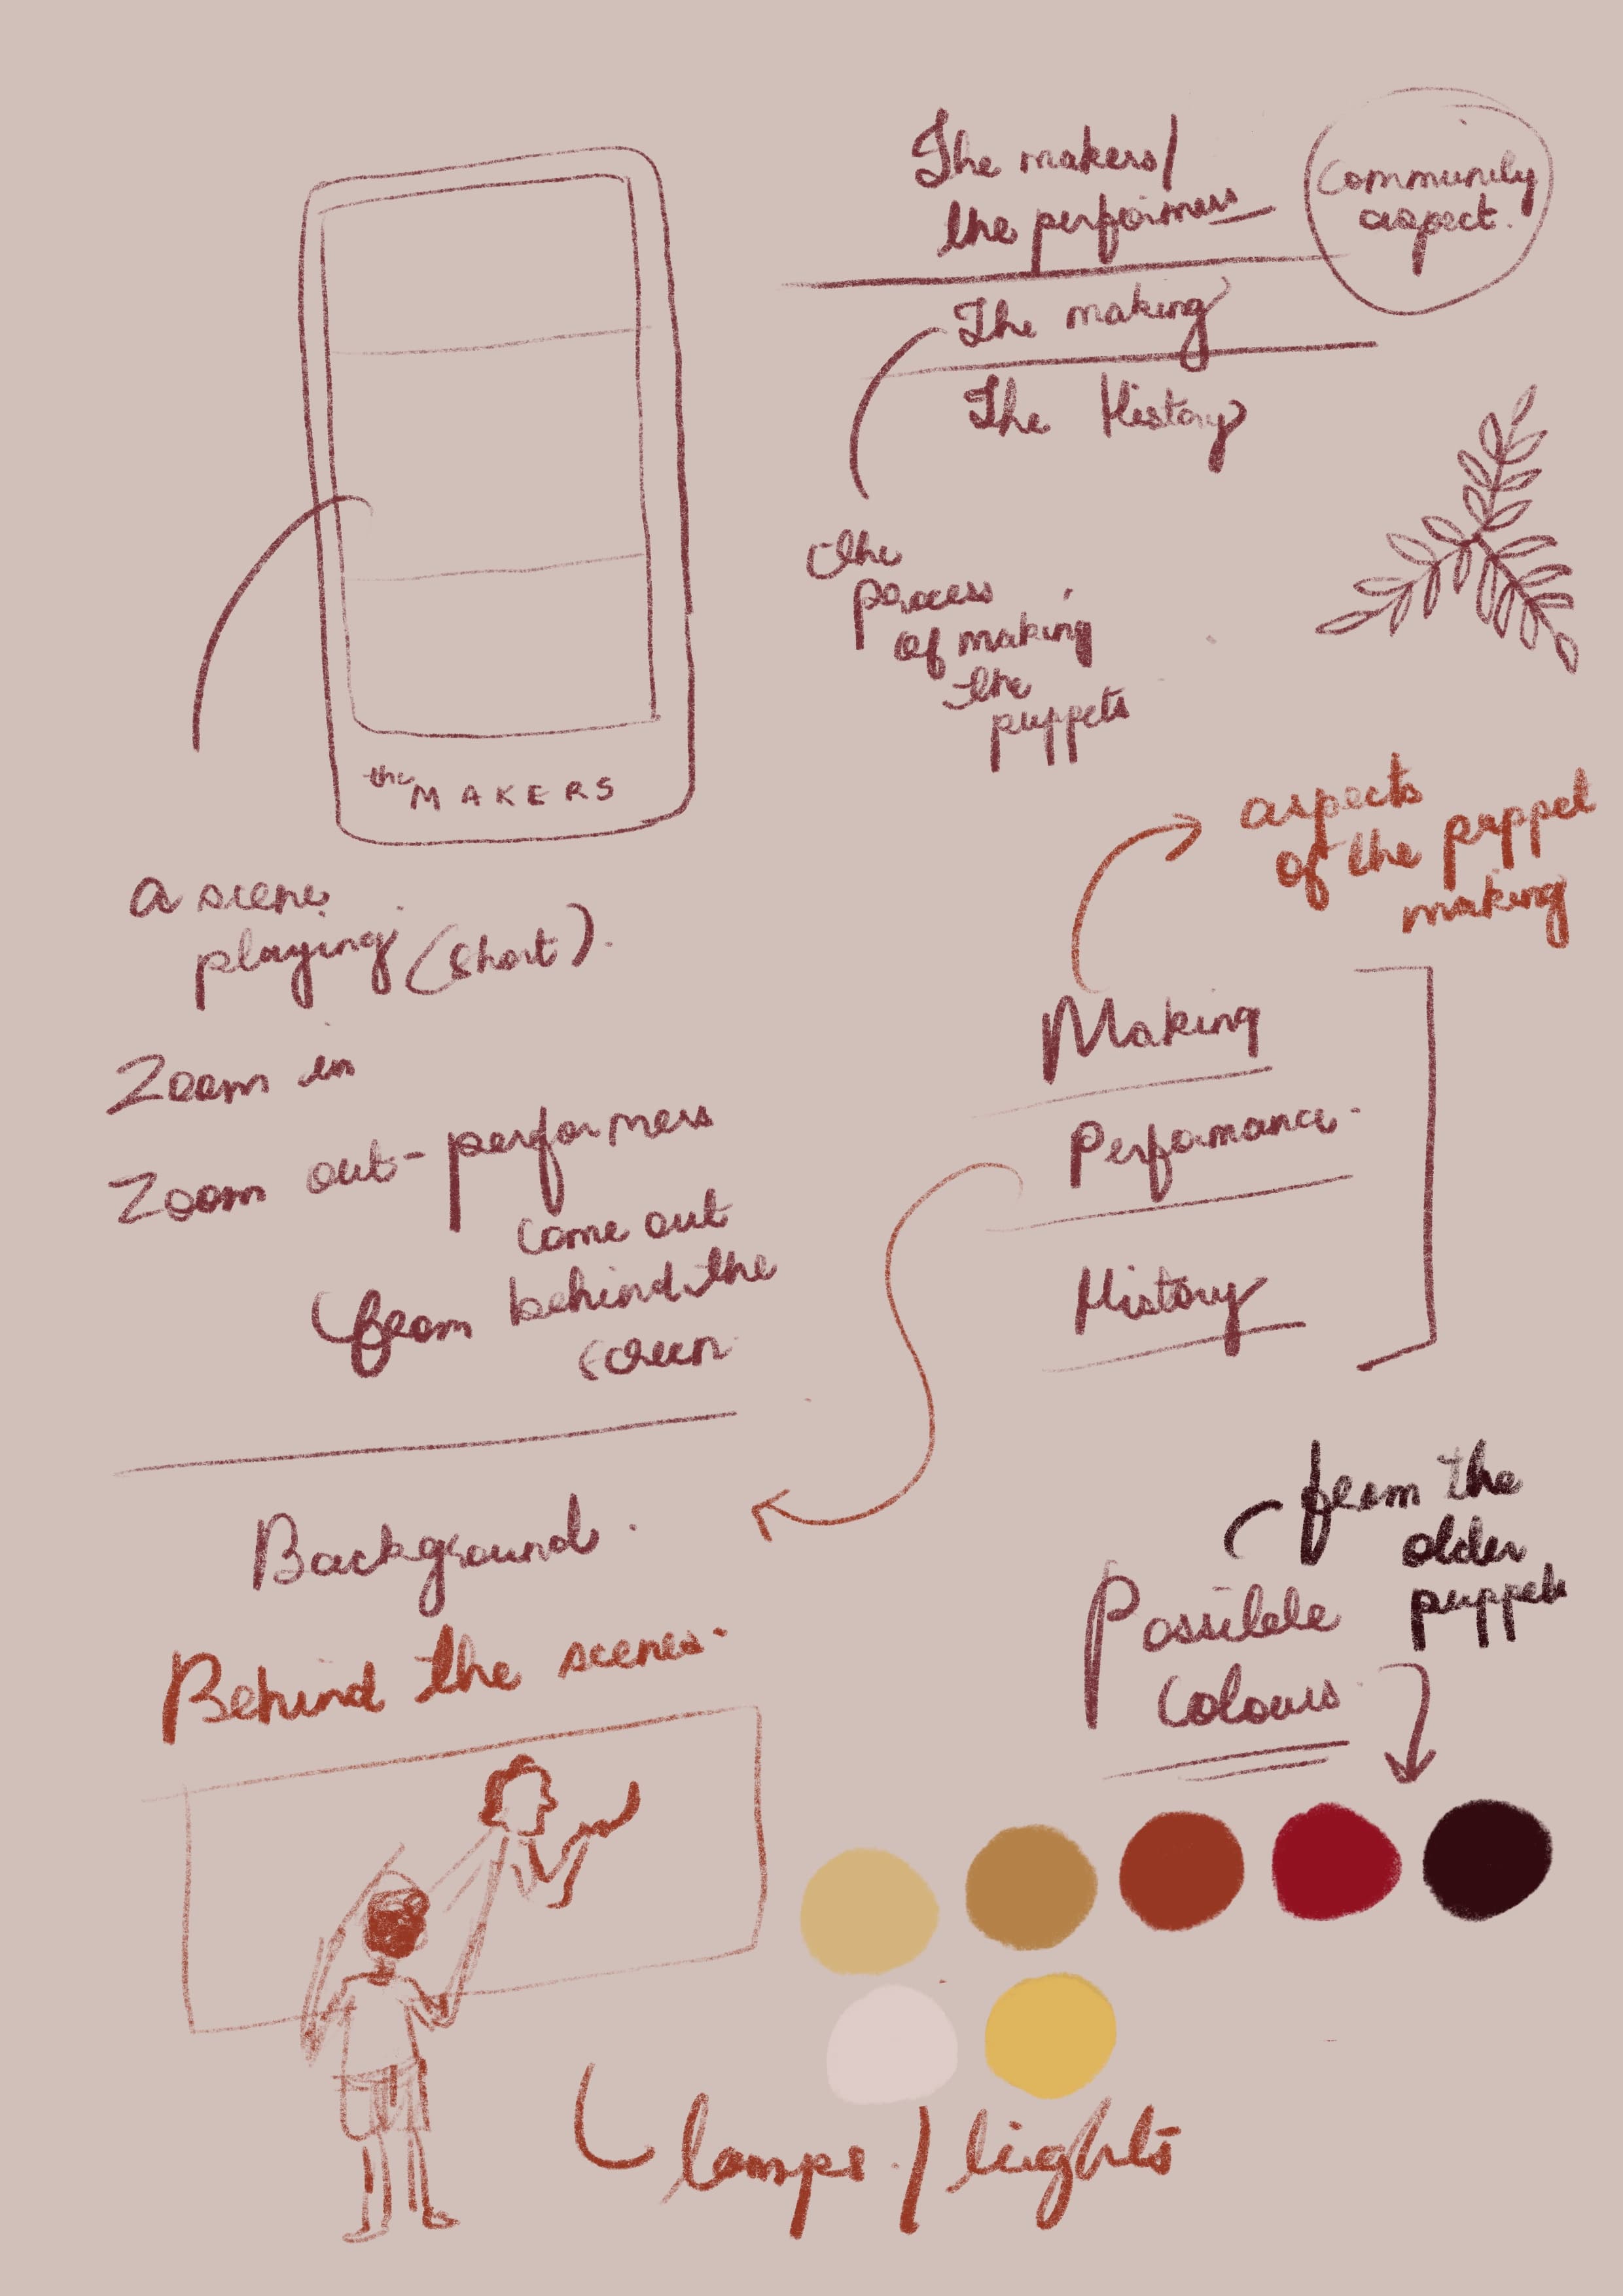 The makers/
the performers
Community
aspect.
The making
The History
the
process
of making
the
puppets
the MAKERS
a scene
playing (short).
Zoom in
Zoom out - performers
come out
from behind the
screen
aspects
of the puppet
making
Making
Performance
History
Background.
Behind the scenes.
from the
older
puppets
Possible
Colours
lamps./lights